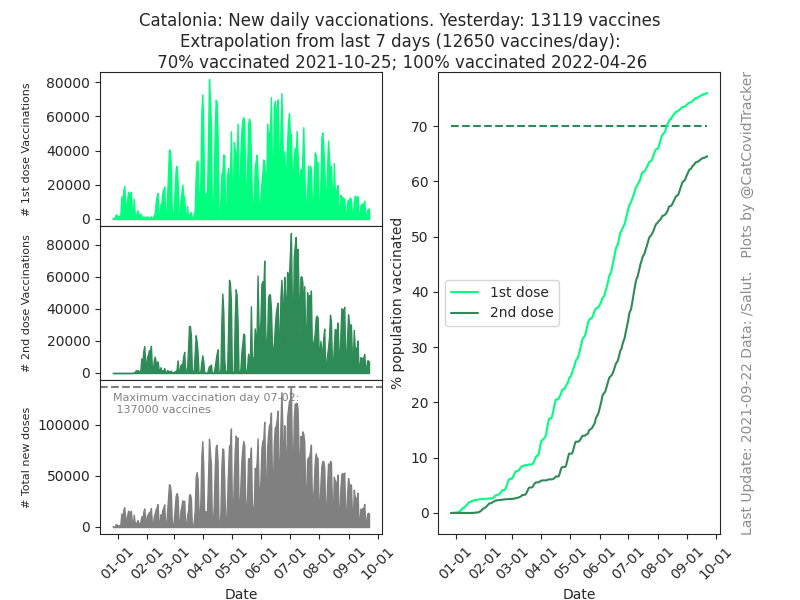 Catalonia: New daily vaccionations. Yesterday: 13119 vaccines
Extrapolation from last 7 days (12650 vaccines/day):
70% vaccinated 2021-10-25; 100% vaccinated 2022-04-26
# 1st dose Vaccinations
80000
60000
40000
20000
0
# 2nd dose Vaccinations
80000
60000
40000
20000
0
# Total new doses
100000
50000
0
Maximum vaccination day 07-02:
137000 vaccines
01-01
02-01
03-01
04-01
05-01
06-01
07-01
08-01
09-01
10-01
Date
% population vaccinated
70
60
50
40
30
20
10
0
1st dose
2nd dose
01-01
02-01
03-01
04-01
05-01
06-01
07-01
08-01
09-01
10-01
Date
Last Update: 2021-09-22 Data: /Salut. Plots by @CatCovidTracker